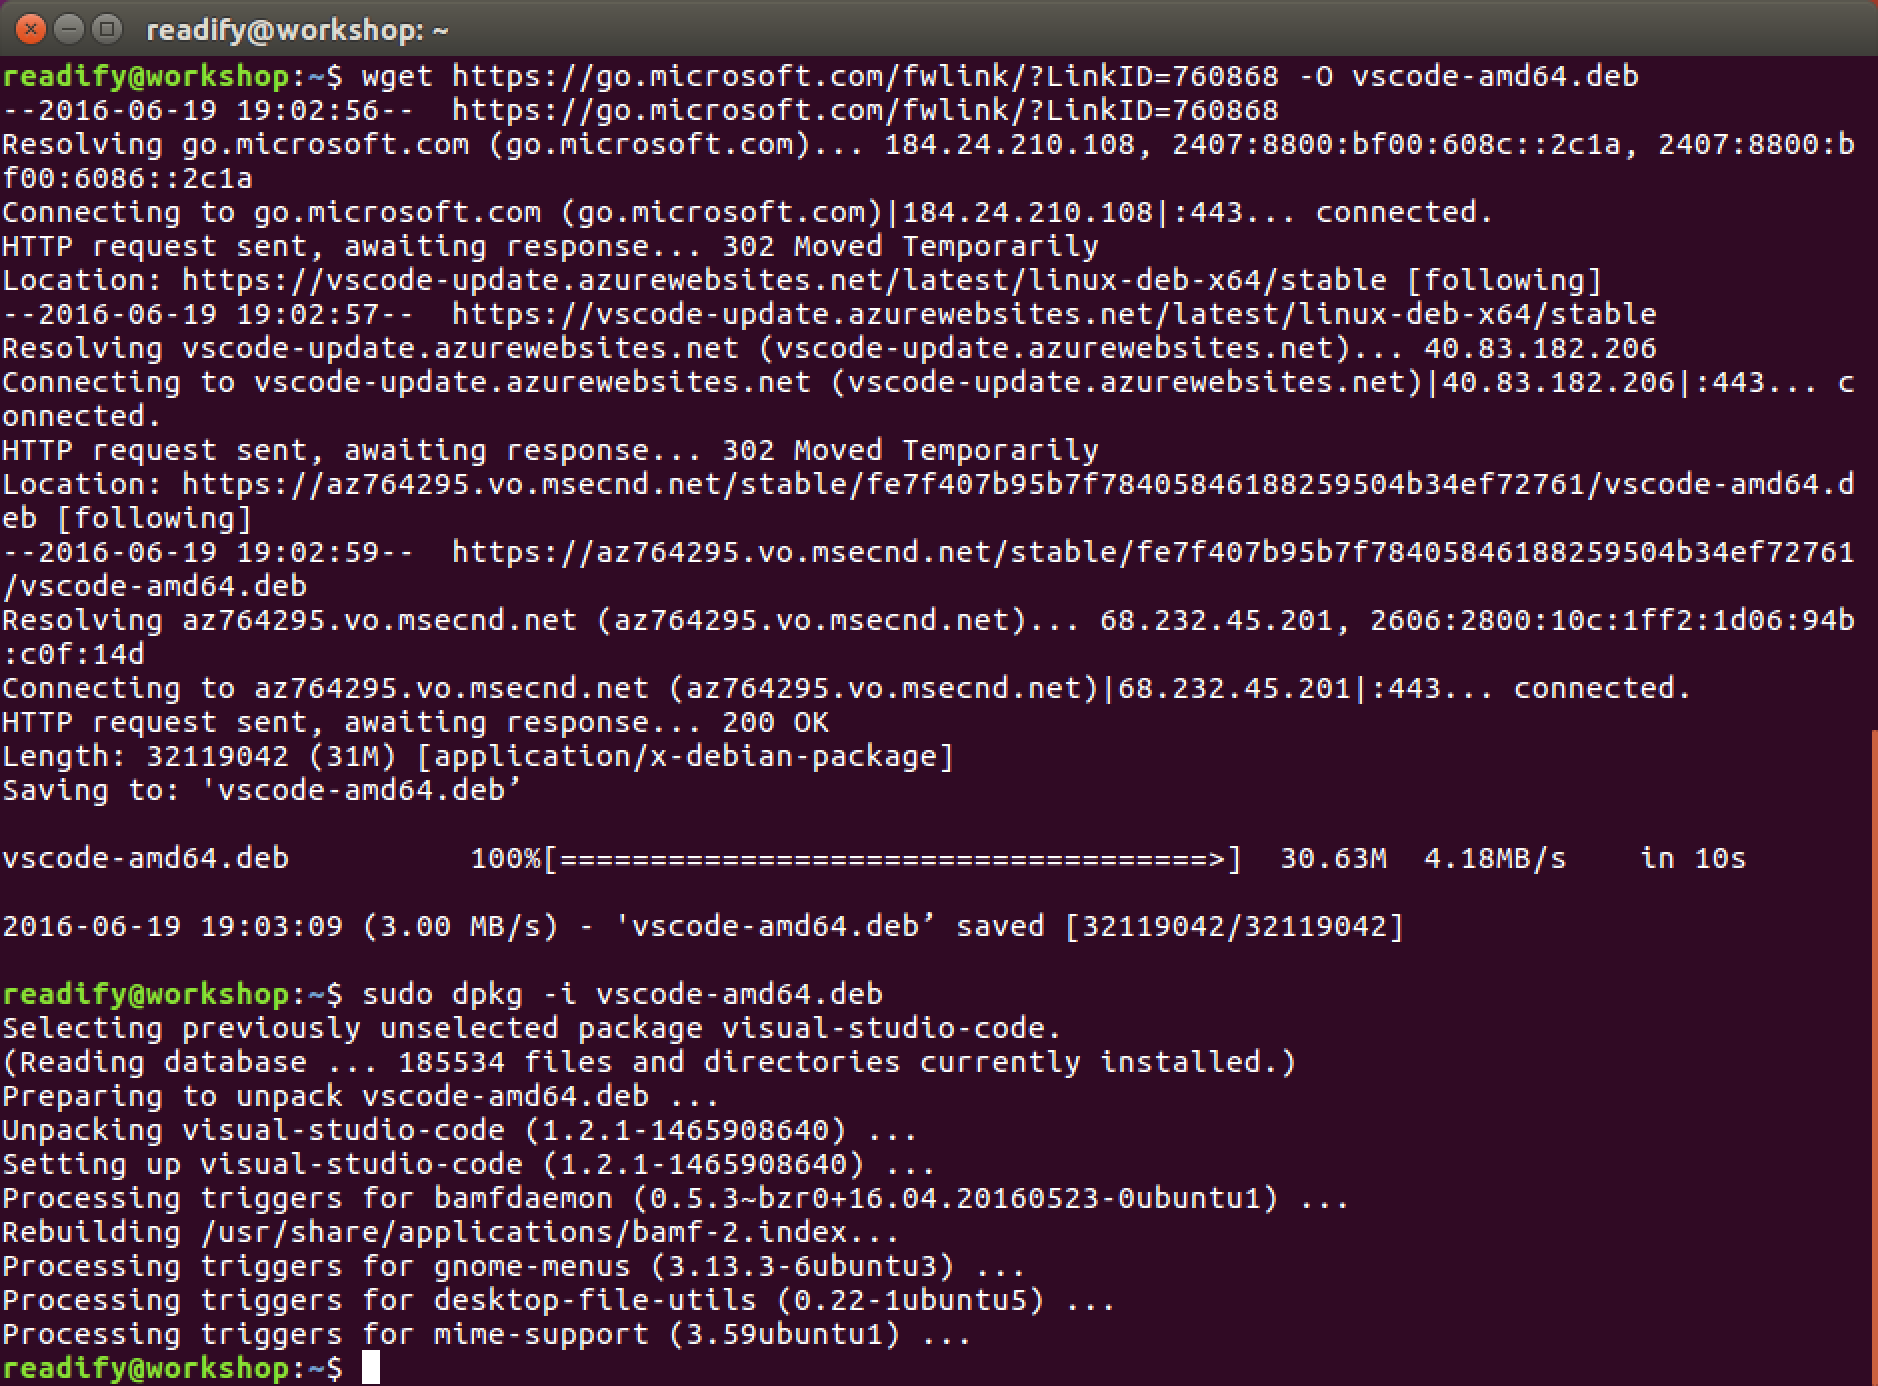 readify@workshop: ~
readify@workshop:~$ wget https://go.microsoft.com/fwlink/?LinkID=760868 -O vscode-amd64.deb
--2016-06-19 19:02:56--  https://go.microsoft.com/fwlink/?LinkID=760868
Resolving go.microsoft.com (go.microsoft.com)... 184.24.210.108, 2407:8800:bf00:608c::2c1a, 2407:8800:b
f00:6086::2c1a
Connecting to go.microsoft.com (go.microsoft.com)|184.24.210.108|:443... connected.
HTTP request sent, awaiting response... 302 Moved Temporarily
Location: https://vscode-update.azurewebsites.net/latest/linux-deb-x64/stable [following]
--2016-06-19 19:02:57--  https://vscode-update.azurewebsites.net/latest/linux-deb-x64/stable
Resolving vscode-update.azurewebsites.net (vscode-update.azurewebsites.net)... 40.83.182.206
Connecting to vscode-update.azurewebsites.net (vscode-update.azurewebsites.net)|40.83.182.206|:443... c
onnected.
HTTP request sent, awaiting response... 302 Moved Temporarily
Location: https://az764295.vo.msecnd.net/stable/fe7f407b95b7f78405846188259504b34ef72761/vscode-amd64.d
eb [following]
--2016-06-19 19:02:59--  https://az764295.vo.msecnd.net/stable/fe7f407b95b7f78405846188259504b34ef72761
/vscode-amd64.deb
Resolving az764295.vo.msecnd.net (az764295.vo.msecnd.net)... 68.232.45.201, 2606:2800:10c:1ff2:1d06:94b
:c0f:14d
Connecting to az764295.vo.msecnd.net (az764295.vo.msecnd.net)|68.232.45.201|:443... connected.
HTTP request sent, awaiting response... 200 OK
Length: 32119042 (31M) [application/x-debian-package]
Saving to: 'vscode-amd64.deb’
vscode-amd64.deb          100%[====================================>]  30.63M  4.18MB/s    in 10s
2016-06-19 19:03:09 (3.00 MB/s) - 'vscode-amd64.deb’ saved [32119042/32119042]
readify@workshop:~$ sudo dpkg -i vscode-amd64.deb
Selecting previously unselected package visual-studio-code.
(Reading database ... 185534 files and directories currently installed.)
Preparing to unpack vscode-amd64.deb ...
Unpacking visual-studio-code (1.2.1-1465908640) ...
Setting up visual-studio-code (1.2.1-1465908640) ...
Processing triggers for bamfdaemon (0.5.3~bzr0+16.04.20160523-0ubuntu1) ...
Rebuilding /usr/share/applications/bamf-2.index...
Processing triggers for gnome-menus (3.13.3-6ubuntu3) ...
Processing triggers for desktop-file-utils (0.22-1ubuntu5) ...
Processing triggers for mime-support (3.59ubuntu1) ...
readify@workshop:~$